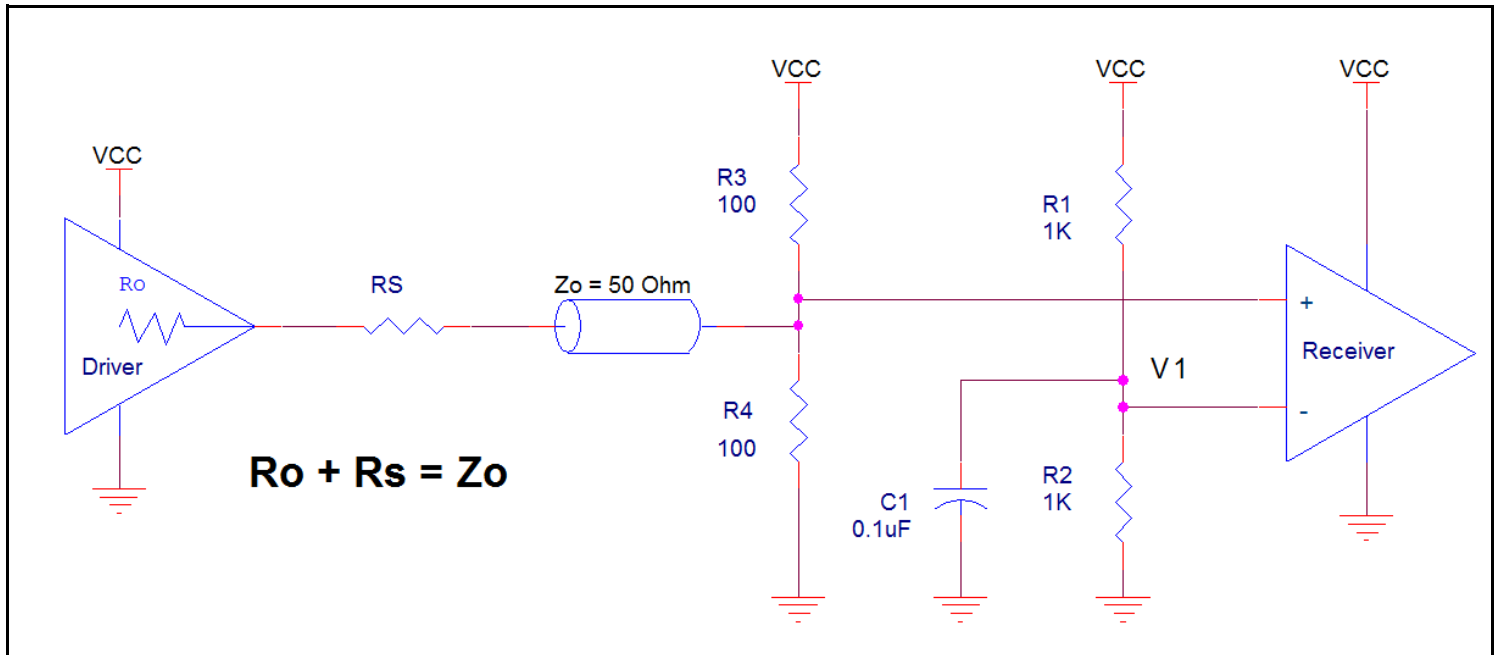 VCC
VCC
VCC
VCC
R3
100
R1
1K
Ro
RS
Zo = 50 Ohm
+
Driver
Receiver
V1
-
R4
100
Ro + Rs = Zo
R2
1K
C1
0.1uF